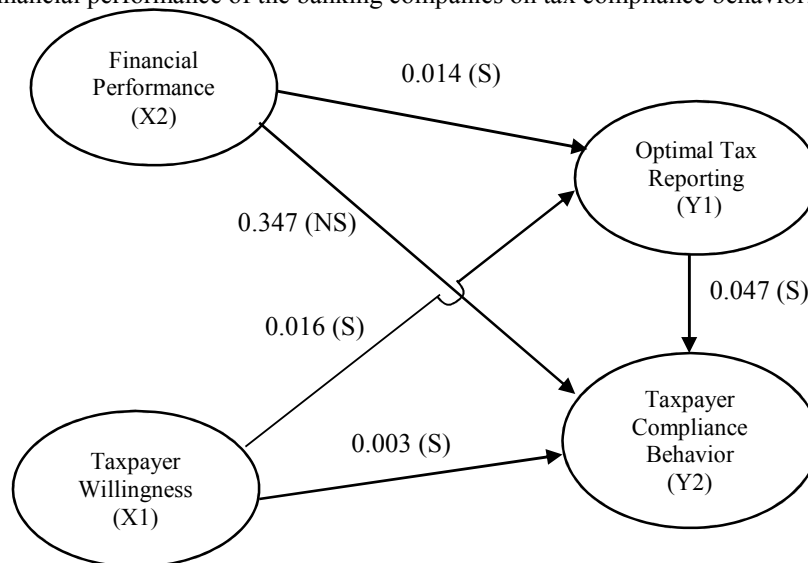 financial performance of the banking companies on tax compliance behavior.
Financial
Performance
(X2)
0.014 (S)
Optimal Tax
Reporting
(Y1)
0.347 (NS)
0.047 (S)
0.016 (S)
Taxpayer
Compliance
Behavior
(Y2)
0.003 (S)
Taxpayer
Willingness
(X1)